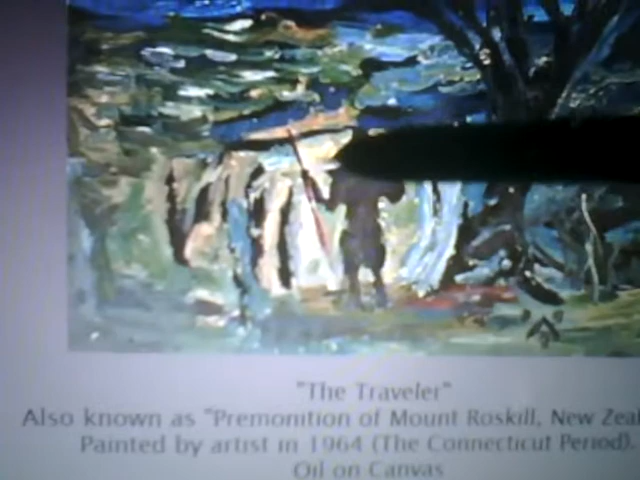 "The Traveler"
Also known as "Premonition of Mount Roskill, New Zeal
Painted by artist in 1964 (The Connecticut Period).
Oil on Canvas